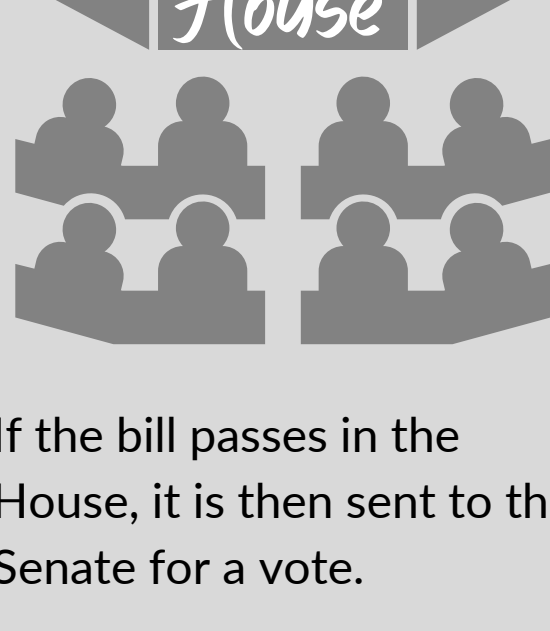 House
If the bill passes in the
House, it is then sent to th
Senate for a vote.